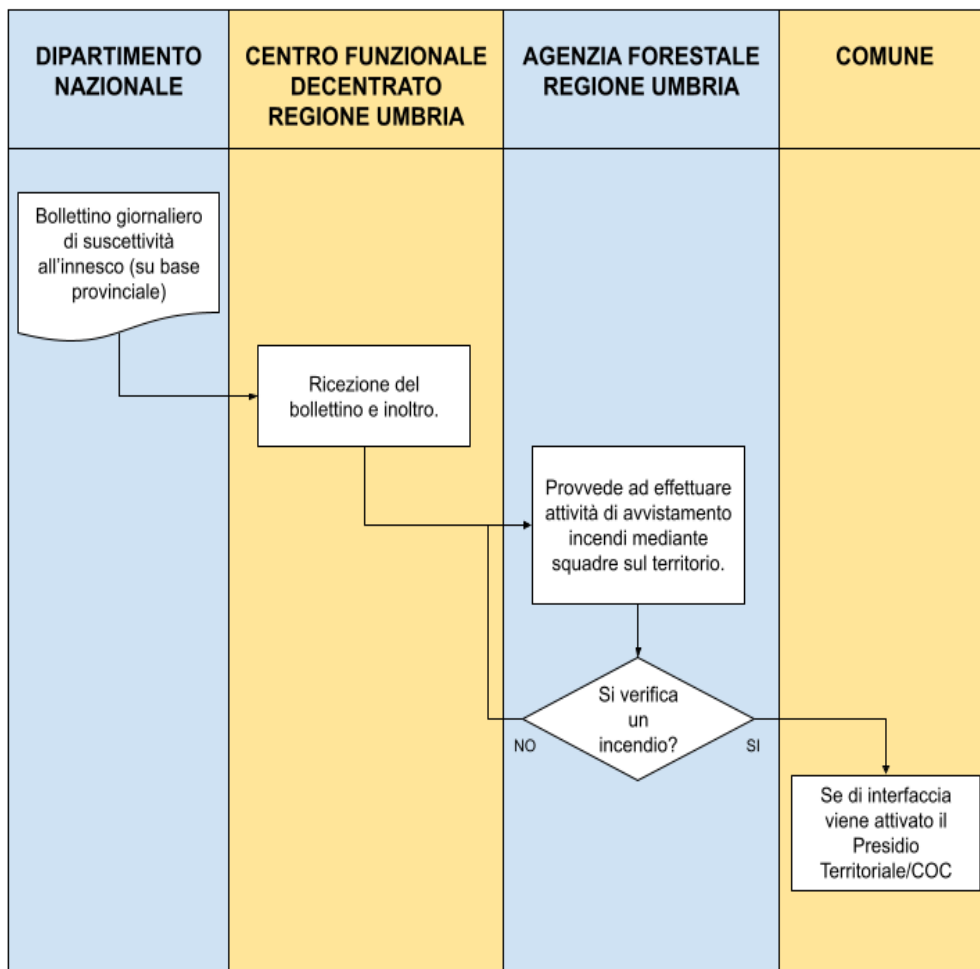 DIPARTIMENTO
NAZIONALE
CENTRO FUNZIONALE
DECENTRATO
REGIONE UMBRIA
AGENZIA FORESTALE
REGIONE UMBRIA
COMUNE
Bollettino giornaliero
di suscettività
all'innesco (su base
provinciale)
Ricezione del
bollettino e inoltro.
Provvede ad effettuare
attività di avvistamento
incendi mediante
squadre sul territorio.
Si verifica
un
incendio?
NO
SI
Se di interfaccia
viene attivato il
Presidio
Territoriale/COC